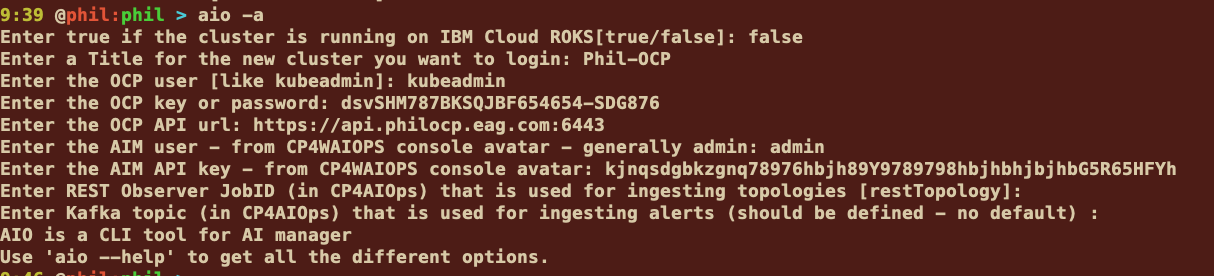 9:39 @phil:phil > aio -a
Enter true if the cluster is running on IBM Cloud ROKS[true/false]: false
Enter a Title for the new cluster you want to login: Phil-OCP
Enter the OCP user [like kubeadmin]: kubeadmin
Enter the OCP key or password: dsvSHM787BKSQJBF654654-SDG876
Enter the OCP API url: https://api.philocp.eag.com:6443
Enter the AIM user - from CP4WAIOPS console avatar - generally admin: admin
Enter the AIM API key - from CP4WAIOPS console avatar: kjnqsdgbkzgnq78976hbjh89Y9789798hbjhbhjbjhbG5R65HFYh
Enter REST Observer JobID (in CP4AIOps) that is used for ingesting topologies [restTopology]:
Enter Kafka topic (in CP4AIOps) that is used for ingesting alerts (should be defined - no default) :
AIO is a CLI tool for AI manager
Use 'aio --help' to get all the different options.